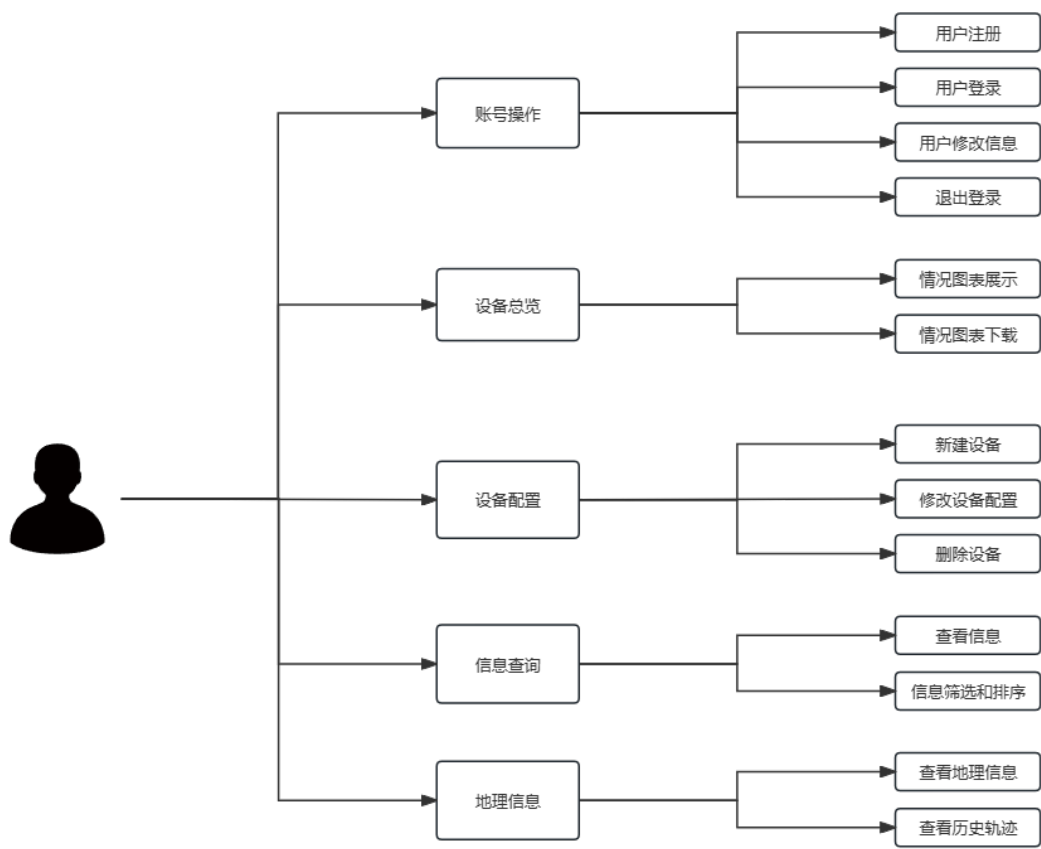 账号操作
用户注册
用户登录
用户修改信息
退出登录
设备总览
情况图表展示
情况图表下载
设备配置
新建设备
修改设备配置
删除设备
信息查询
查看信息
信息筛选和排序
地理信息
查看地理信息
查看历史轨迹